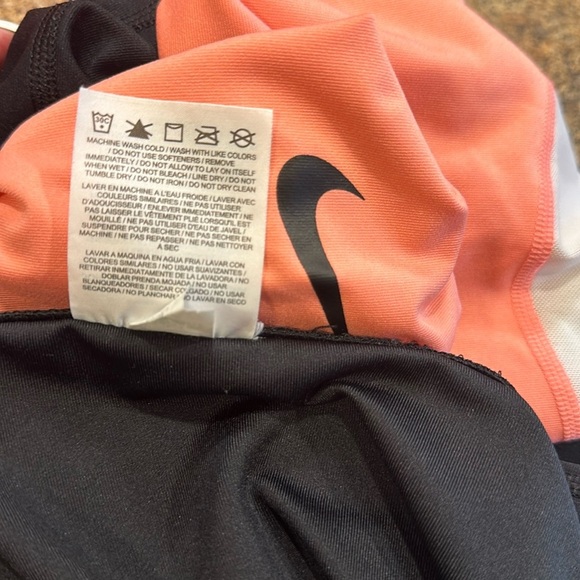 30C
MACHINE WASH COLD / WASH WITH LIKE COLORS
/ DO NOT USE SOFTENERS / REMOVE
IMMEDIATELY / DO NOT ALLOW TO LAY ON ITSELF
WHEN WET / DO NOT BLEACH / LINE DRY / DO NOT
TUMBLE DRY / DO NOT IRON / DO NOT DRY CLEAN
LAVER EN MACHINE A L'EAU FROIDE / LAVER AVEC
COULEURS SIMILAIRES / NE PAS UTILISER
D'ADOUCISSEUR / ENLEVER IMMEDIATEMENT / NE
PAS LAISSER LE VÊTEMENT PLIÉ LORSQU'IL EST
MOUILLÉ / NE PAS UTILISER D'EAU DE JAVEL /
SUSPENDRE POUR SECHER / NE PAS SECHER EN
MACHINE / NE PAS REPASSER / NE PAS NETTOYER
A SEC
LAVAR A MAQUINA EN AGUA FRIA / LAVAR CON
COLORES SIMILARES / NO USAR SUAVIZANTES /
RETIRAR INMEDIATAMENTE DE LA LAVADORA / NO
DOBLAR PRENDA MOJADA / NO USAR
BLANQUEADORES / SECAR COLGADO / NO USAR
SECADORA / NO PLANCHAR / NO LAVAR EN SECO